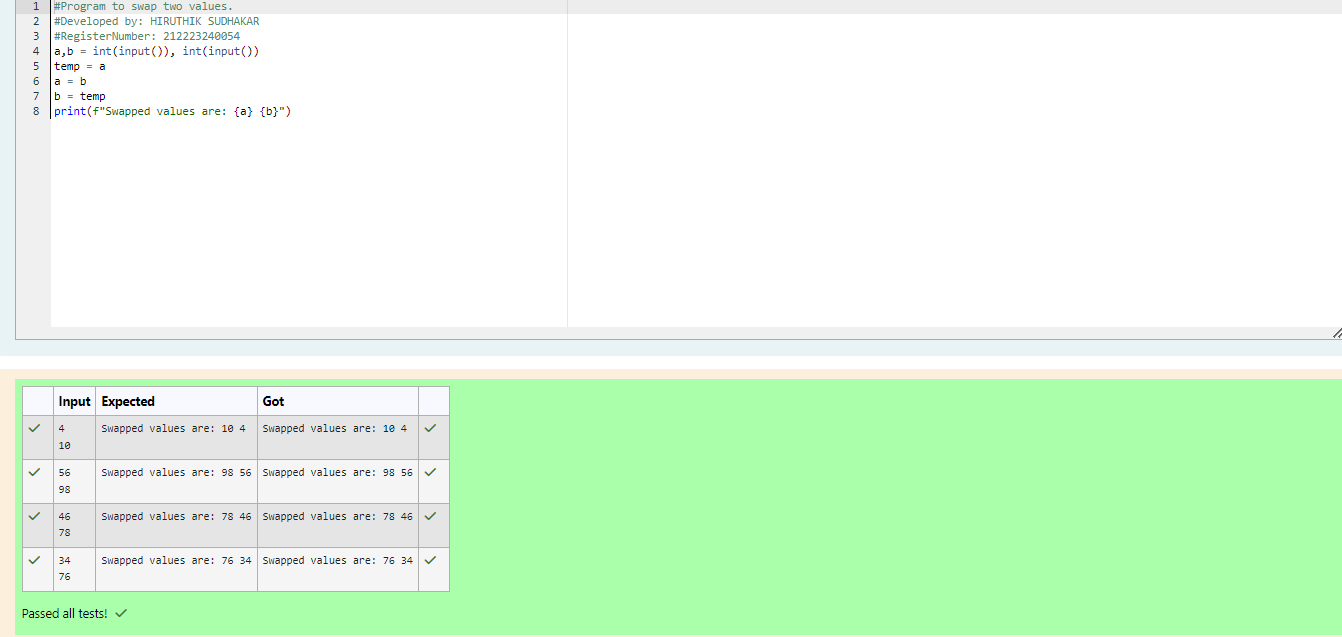 1 #Program to swap two values.
2 #Developed by: HIRUTHIK SUDHAKAR
3 #RegisterNumber: 212223240054
4 a,b = int(input()), int(input())
5 temp = a
6 a = b
7 b = temp
8 print(f"Swapped values are: {a} {b}")
Input Expected Got
✓ 4 Swapped values are: 10 4 Swapped values are: 10 4 ✓
10
✓ 56 Swapped values are: 98 56 Swapped values are: 98 56 ✓
98
✓ 46 Swapped values are: 78 46 Swapped values are: 78 46 ✓
78
✓ 34 Swapped values are: 76 34 Swapped values are: 76 34 ✓
76
Passed all tests! ✓